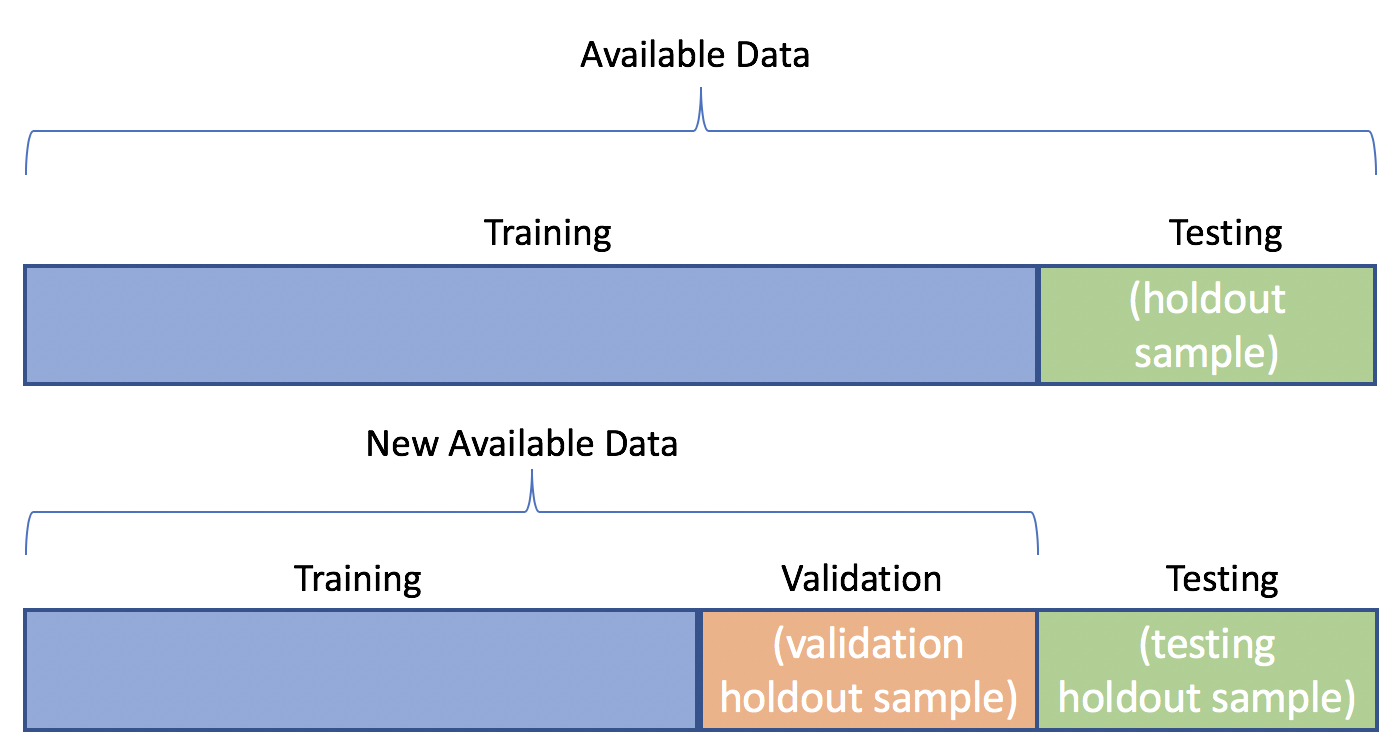 Available Data
Training
Testing
(holdout
sample)
New Available Data
Training
Validation
Testing
(validation
holdout sample)
(testing
holdout sample)